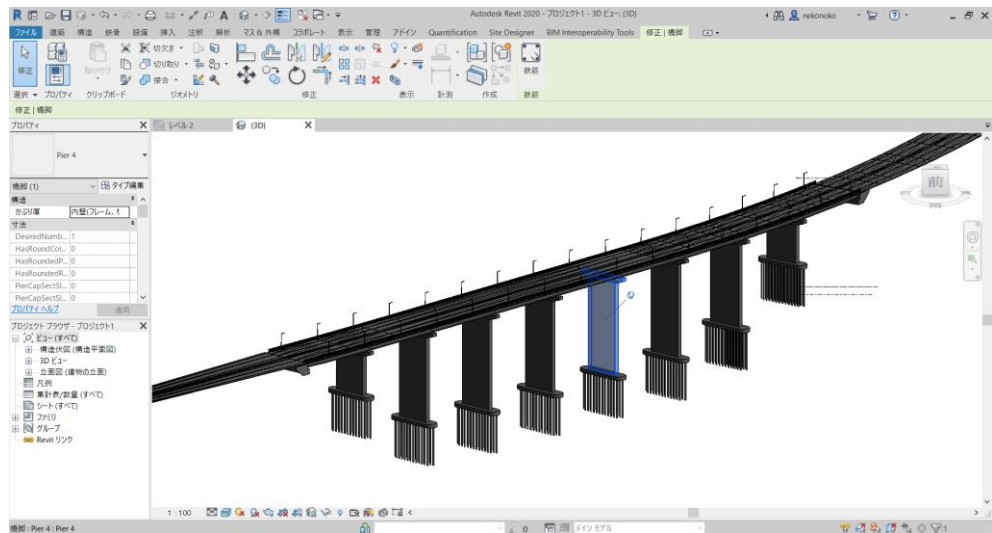 Autodesk Revit 2020 - プロジェクト1 - 3D ビュー: {3D}
nekonoko
ファイル 建築 構造 鉄骨 設備 挿入 注釈 解析 マス & 外構 コラボレート 表示 管理 アドイン Quantification Site Designer BIM Interoperability Tools 修正 | 橋脚
修正 貼り付け 切り欠き 切り取り 接合 鉄筋
選択 プロパティ クリップボード ジオメトリ 修正 表示 計測 作成 鉄筋
修正 | 橋脚
プロパティ
レベル 2
{3D}
Pier 4
橋脚 (1)
タイプ編集
構造
かぶり厚 内壁(フレーム、
寸法
DesiredNumb... 1
HasRoundCol... 0
HasRoundedP... 0
HasRoundedR... 0
PierCapSectSl... 0
PierCapSectSt... 0
プロパティ ヘルプ 適用
プロジェクト ブラウザ - プロジェクト1
ビュー (すべて)
構造伏図 (構造平面図)
3D ビュー
立面図 (建物の立面)
凡例
集計表/数量 (すべて)
シート (すべて)
ファミリ
グループ
Revit リンク
前
1 : 100
橋脚 : Pier 4 : Pier 4
:0
メイン モデル
:1